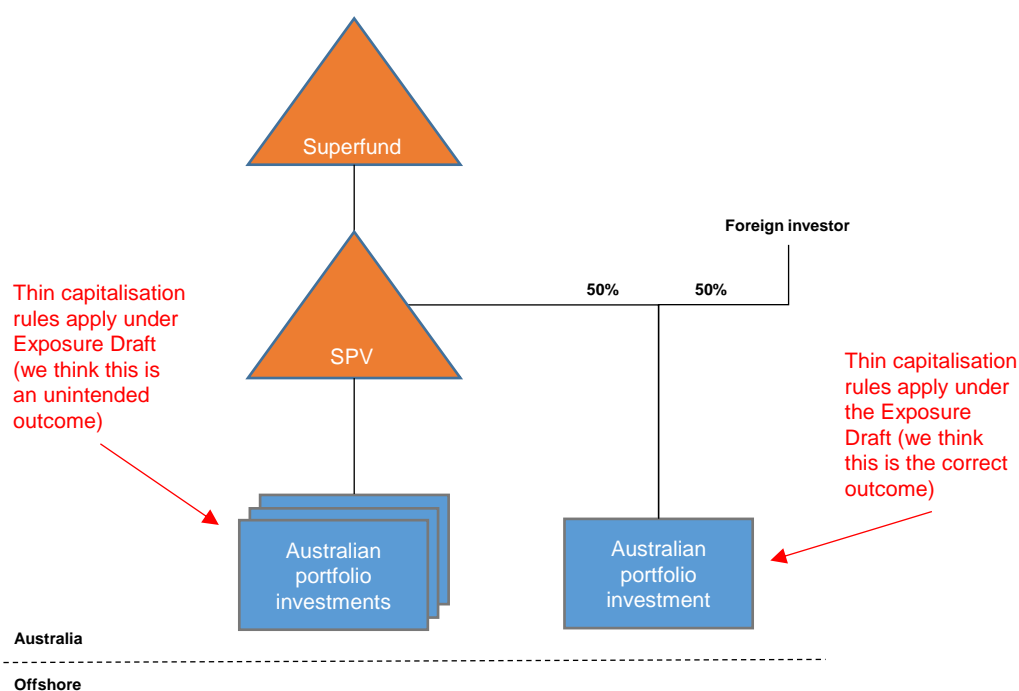 Superfund
Foreign investor
50%
50%
Thin capitalisation
rules apply under
Exposure Draft
(we think this is
an unintended
outcome)
SPV
Thin capitalisation
rules apply under
the Exposure
Draft (we think
this is the correct
outcome)
Australian
portfolio
investments
Australian
portfolio
investment
Australia
Offshore